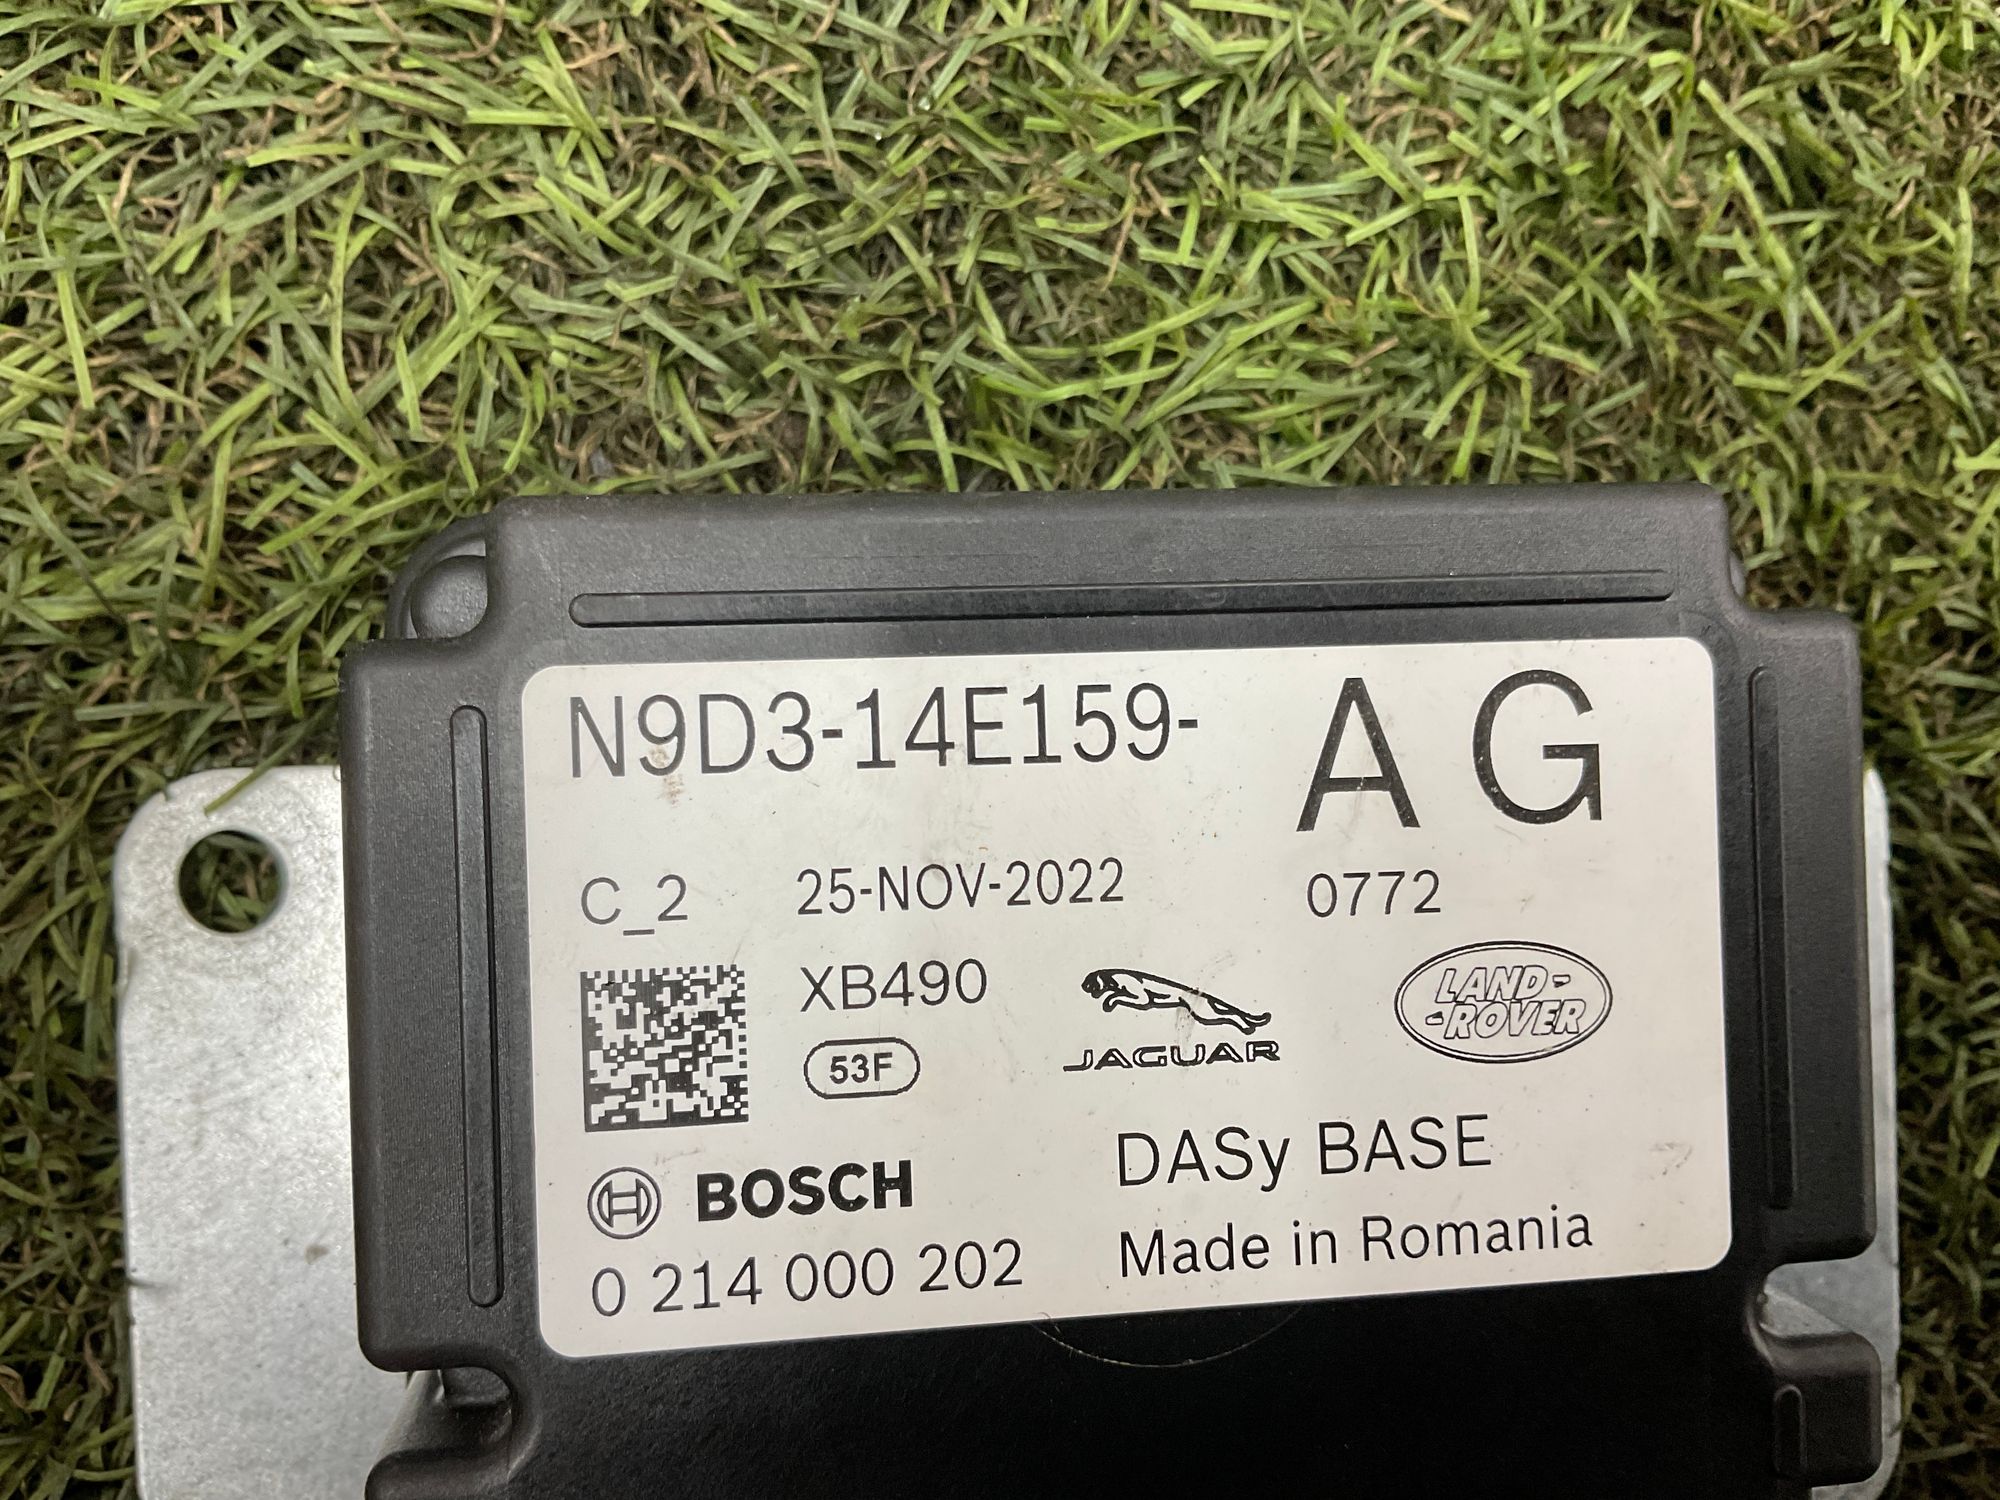 N9D3-14E159- AG
C_2 25-NOV-2022 0772
XB490
53F
JAGUAR
LAND-
-ROVER
BOSCH
DASy BASE
0 214 000 202
Made in Romania